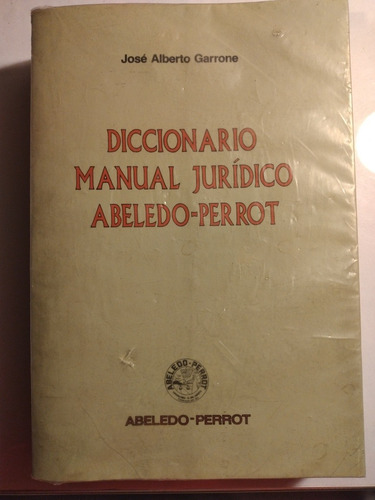 José Alberto Garrone
DICCIONARIO
MANUAL JURÍDICO
ABELEDO-PERROT
ABELEDO-PERROT
ABELEDO-PERROT